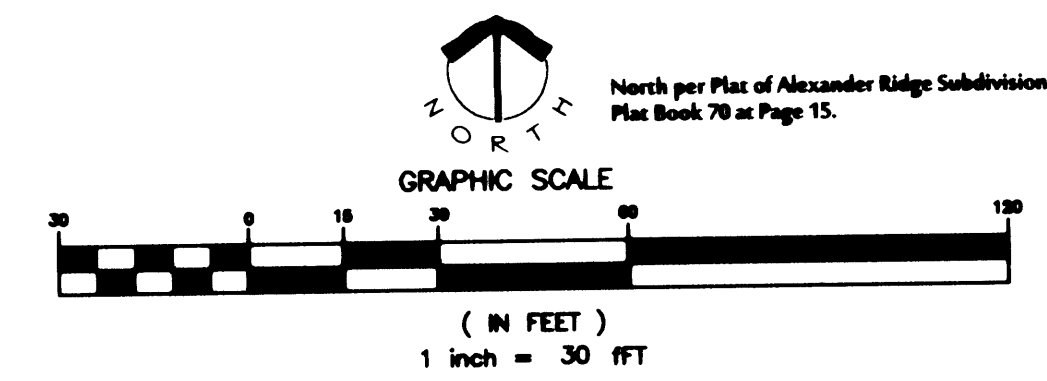 NORTH
North per Plat of Alexander Ridge Subdivision
Plat Book 70 at Page 15.
GRAPHIC SCALE
30 0 15 30 60 120
( IN FEET )
1 inch = 30 fFT